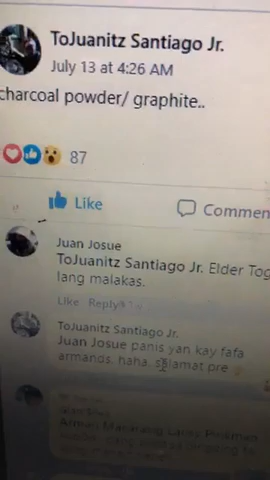 ToJuanitz Santiago Jr.
July 13 at 4:26 AM
charcoal powder/ graphite..
87
Like
Commen
Juan Josue
ToJuanitz Santiago Jr. Elder Tog
lang malakas..
Like Reply
ToJuanitz Santiago Jr.
Juan Josue panis yan kay fafa
armands. haha. salamat pre